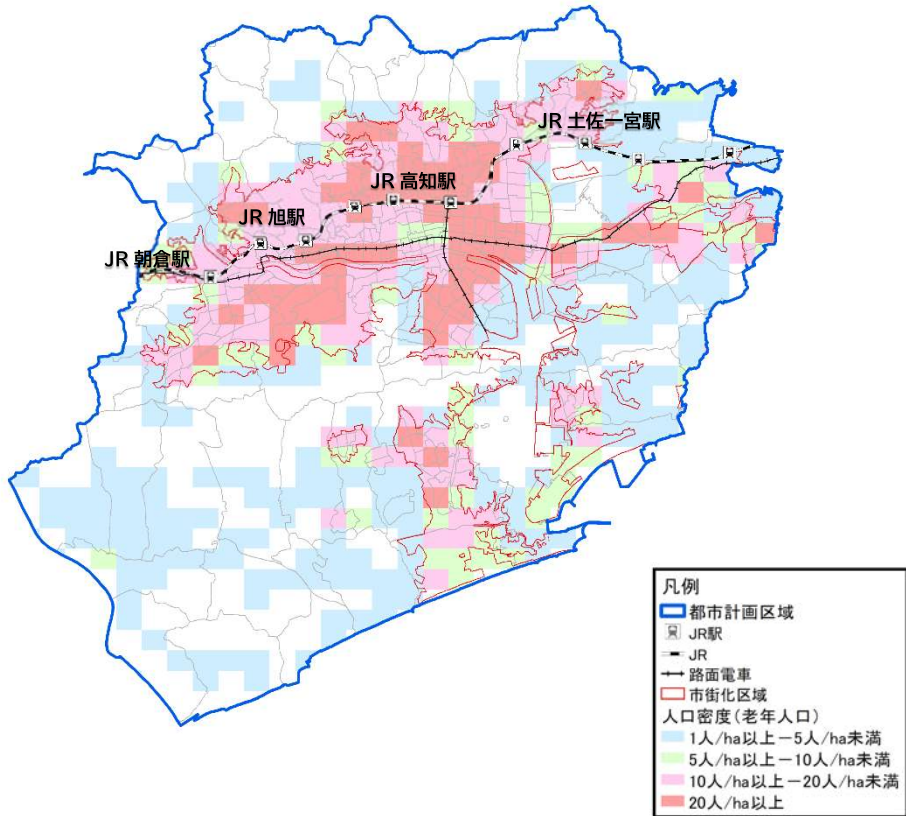 JR 土佐一宮駅
JR 高知駅
JR 旭駅
JR 朝倉駅
凡例
都市計画区域
JR駅
JR
路面電車
市街化区域
人口密度(老年人口)
1人/ha以上-5人/ha未満
5人/ha以上-10人/ha未満
10人/ha以上-20人/ha未満
20人/ha以上